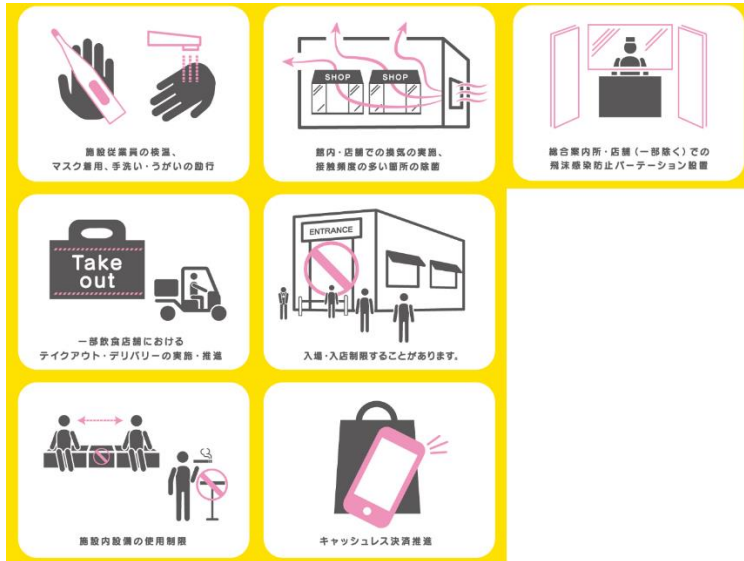 施設従業員の検温、
マスク着用、手洗い・うがいの励行
SHOP SHOP
館内・店舗での換気の実施、
接触頻度の多い箇所の除菌
総合案内所・店舗(一部除く)での
飛沫感染防止パーテーション設置
Take
out
一部飲食店舗における
テイクアウト・デリバリーの実施・推進
ENTRANCE
入場・入店制限することがあります。
施設内設備の使用制限
キャッシュレス決済推進